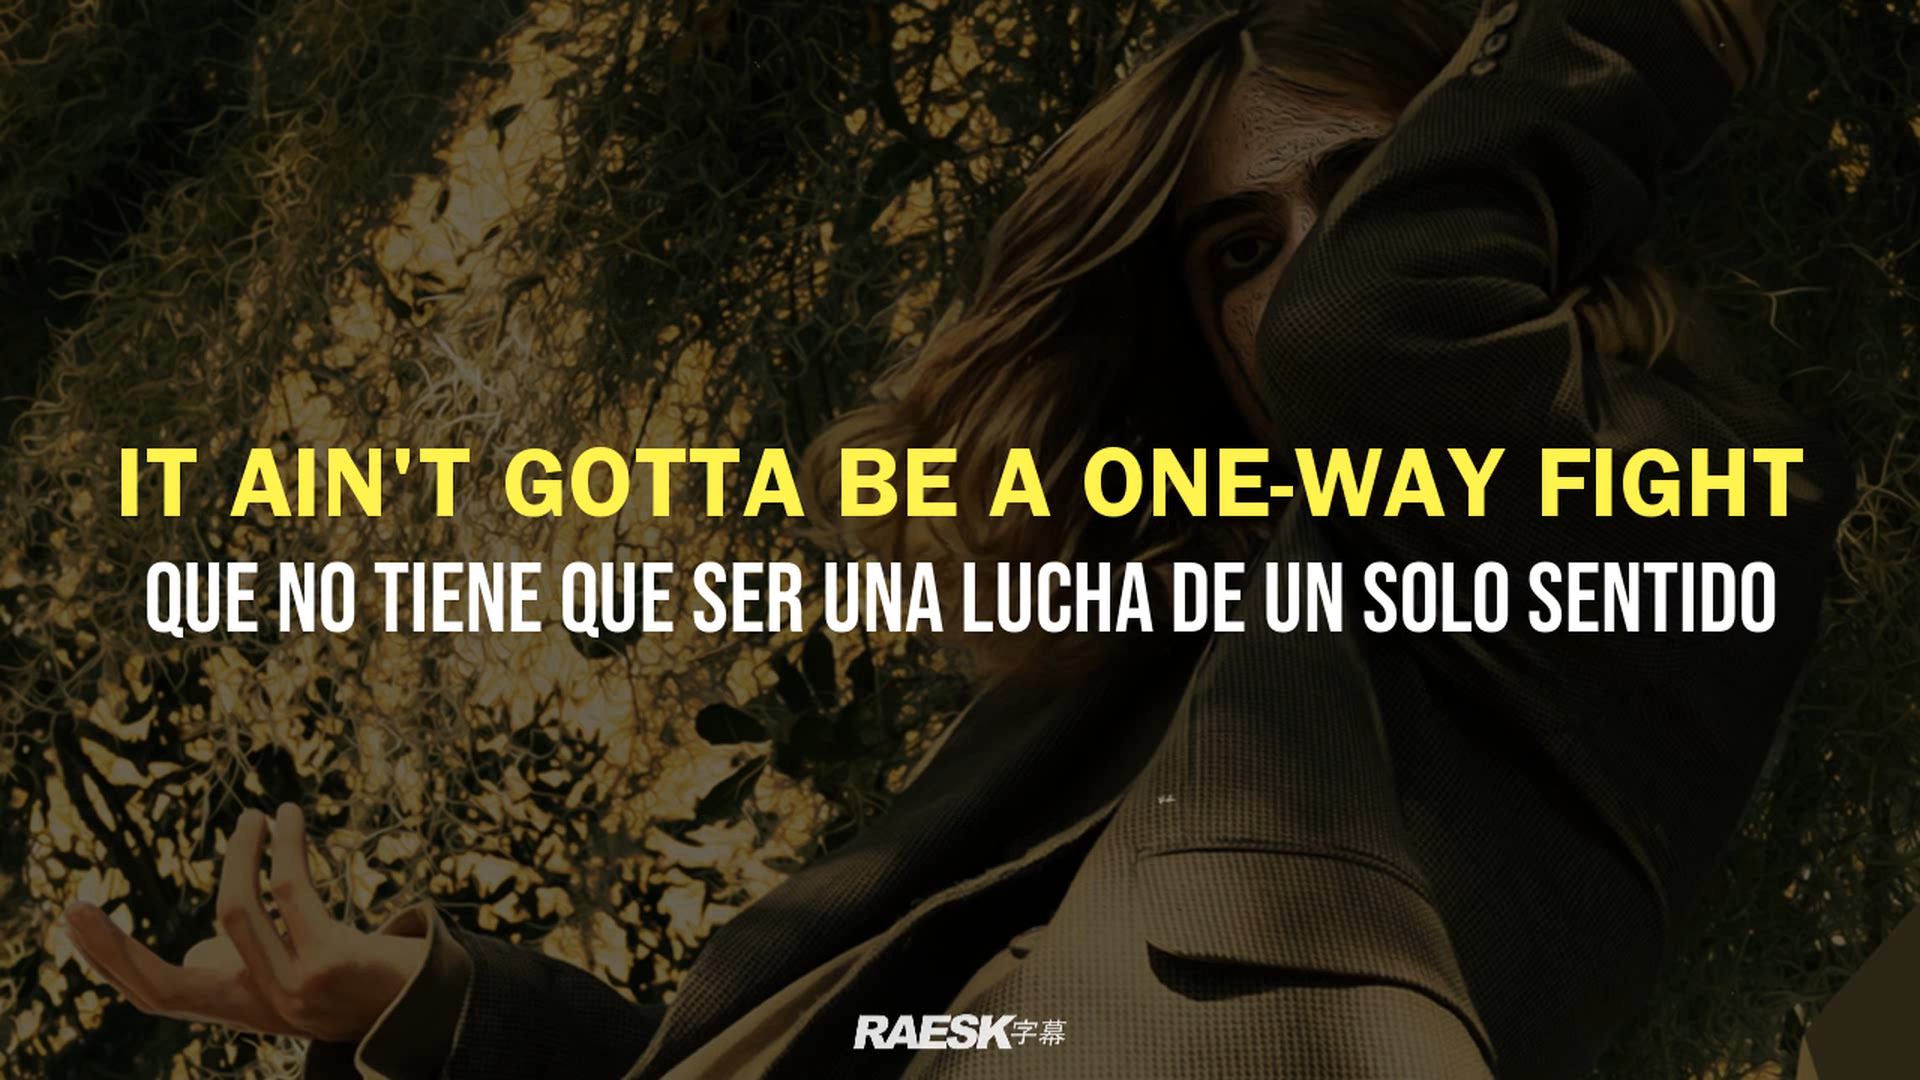 IT AIN'T GOTTA BE A ONE-WAY FIGHT
QUE NO TIENE QUE SER UNA LUCHA DE UN SOLO SENTIDO
RAESK字幕